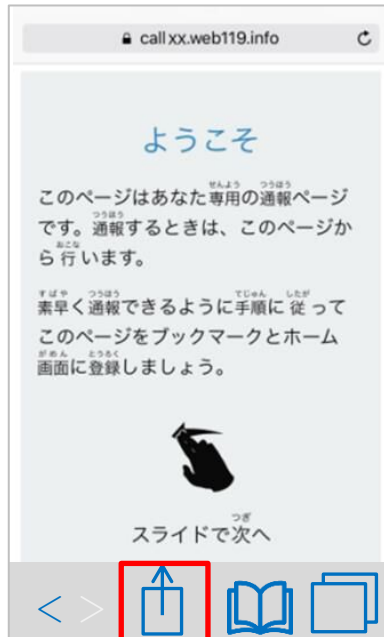 callxx.web119.info
ようこそ
このページはあなた専用の通報ページ
です。通報するときは、このページか
ら行います。
素早く通報できるように手順に従って
このページをブックマークとホーム
画面に登録しましょう。
スライドで次へ